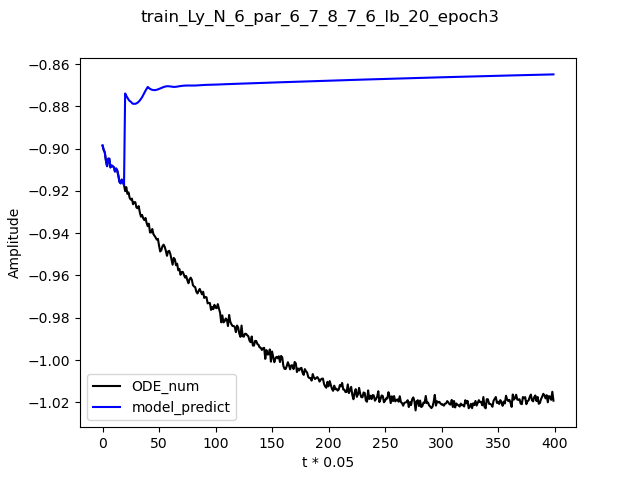 train_Ly_N_6_par_6_7_8_7_6_lb_20_epoch3
−0.86
−0.88
−0.90
−0.92
−0.94
−0.96
−0.98
−1.00
−1.02
Amplitude
ODE_num
model_predict
0 50 100 150 200 250 300 350 400
t * 0.05